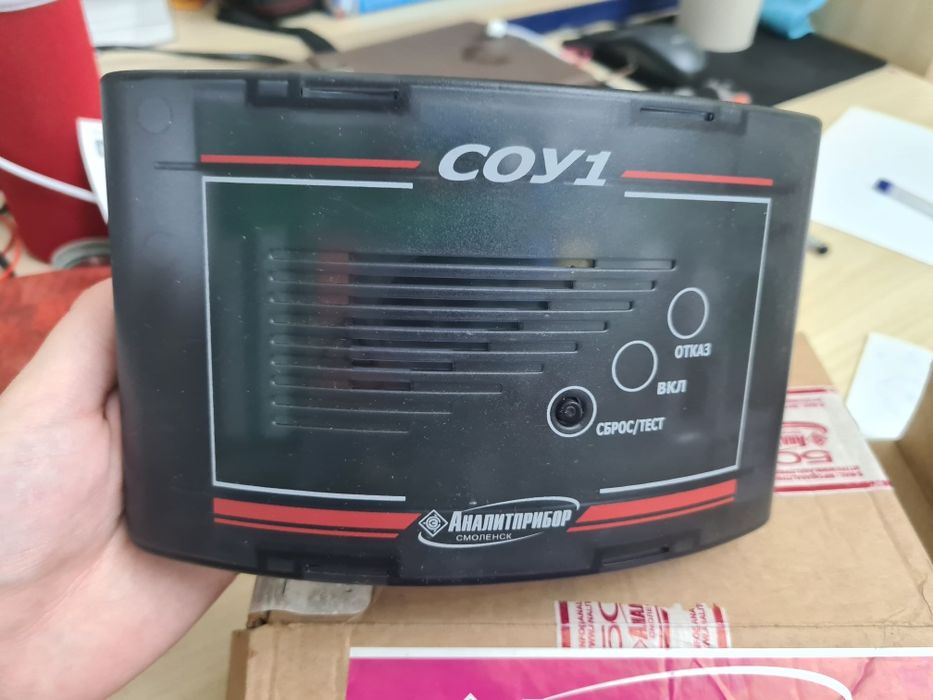 СОУ1
ОТКАЗ
ВКЛ
СБРОС/ТЕСТ
АНАЛИТПРИБОР
СМОЛЕНСК